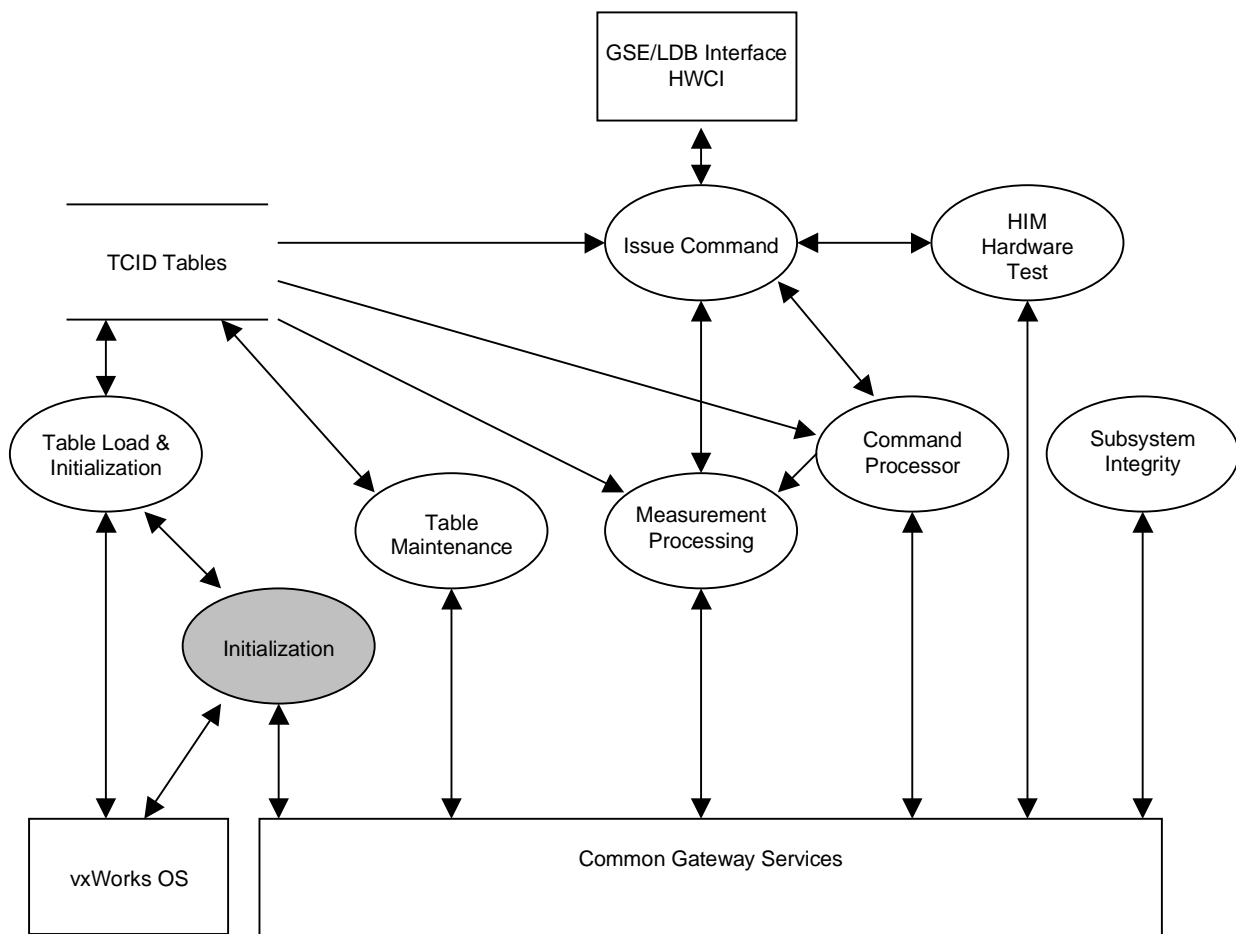 GSE/LDB Interface
HWCI
Issue Command
HIM
Hardware
Test
TCID Tables
Table Load &
Initialization
Command
Processor
Subsystem
Integrity
Table
Maintenance
Measurement
Processing
Initialization
vxWorks OS
Common Gateway Services